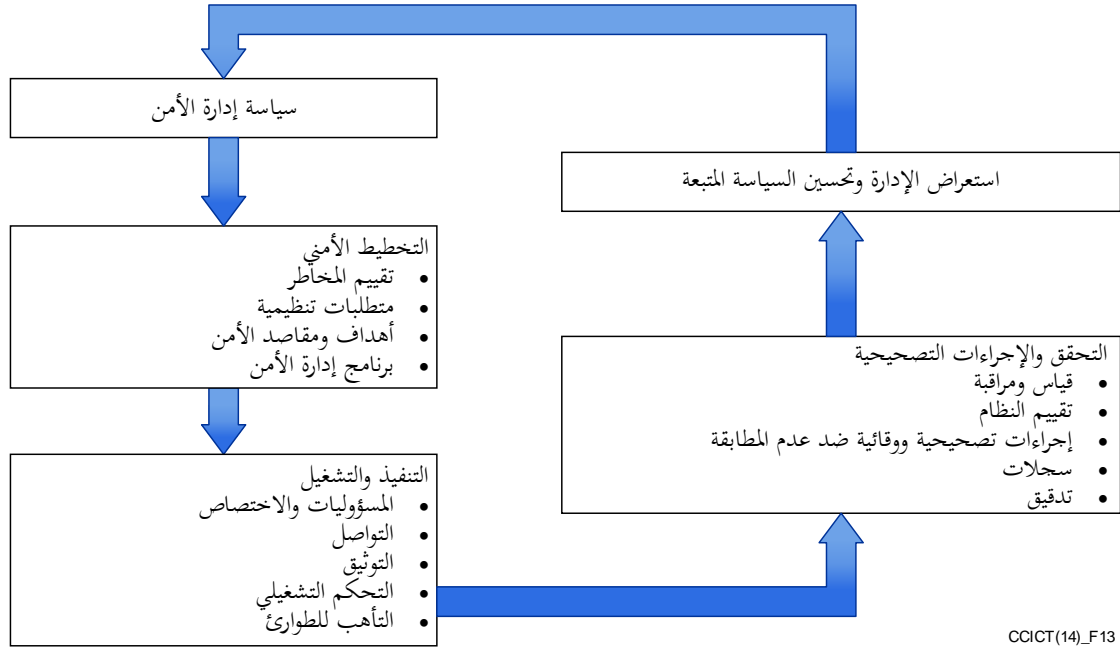 سياسة إدارة الأمن
التخطيط الأمني
• تقييم المخاطر
• متطلبات تنظيمية
• أهداف ومقاصد الأمن
• برنامج إدارة الأمن
التنفيذ والتشغيل
• المسؤوليات والاختصاص
• التواصل
• التوثيق
• التحكم التشغيلي
• التأهب للطوارئ
استعراض الإدارة وتحسين السياسة المتبعة
التحقق والإجراءات التصحيحية
• قياس ومراقبة
• تقييم النظام
• إجراءات تصحيحية ووقائية ضد عدم المطابقة
• سجلات
• تدقيق
CCICT(14)_F13